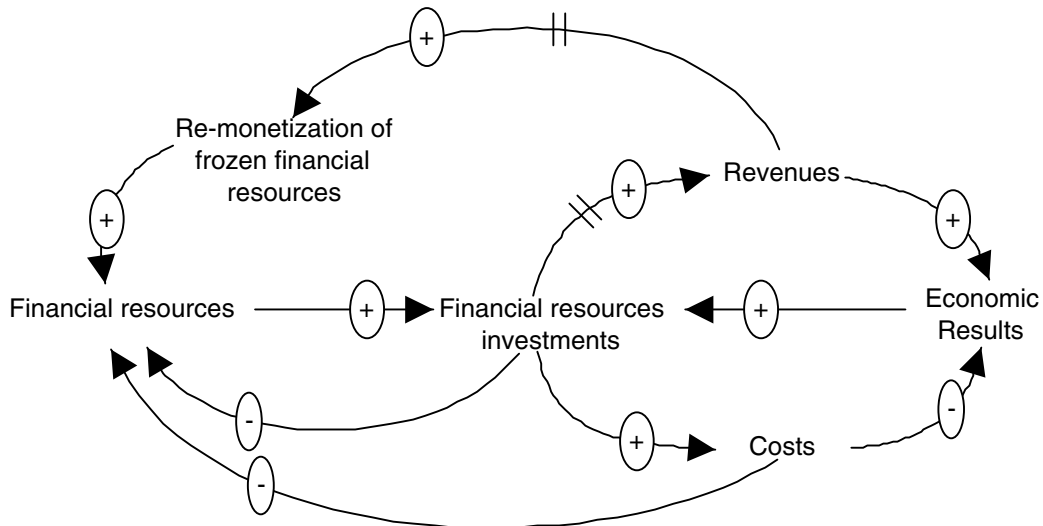 +
Re-monetization of
frozen financial
resources
+
Revenues
+
+
+
Financial resources
+
Financial resources
investments
+
Economic
Results
-
-
+
Costs
-